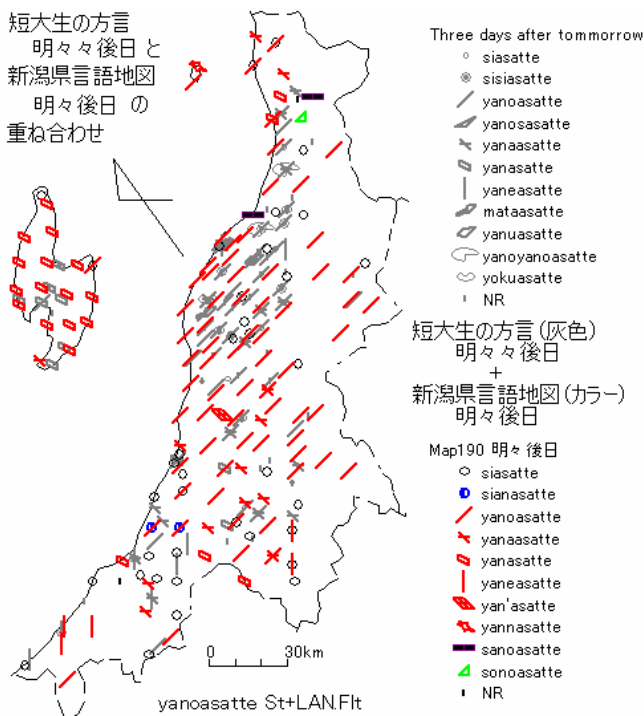 短大生の方言
明々々後日 と
新潟県言語地図
明々後日 の
重ね合わせ
Three days after tommorrow
siasatte
sisiasatte
yanoasatte
yanosasatte
yanaasatte
yanasatte
yaneasatte
mataasatte
yanuasatte
yanoyanoasatte
yokuasatte
NR
短大生の方言(灰色)
明々々後日
+
新潟県言語地図(カラー)
明々後日
Map190 明々後日
siasatte
sianasatte
yanoasatte
yanaasatte
yanasatte
yaneasatte
yan'asatte
yannasatte
sanoasatte
sonoasatte
NR
0 30km
yanoasatte St+LAN.Flt